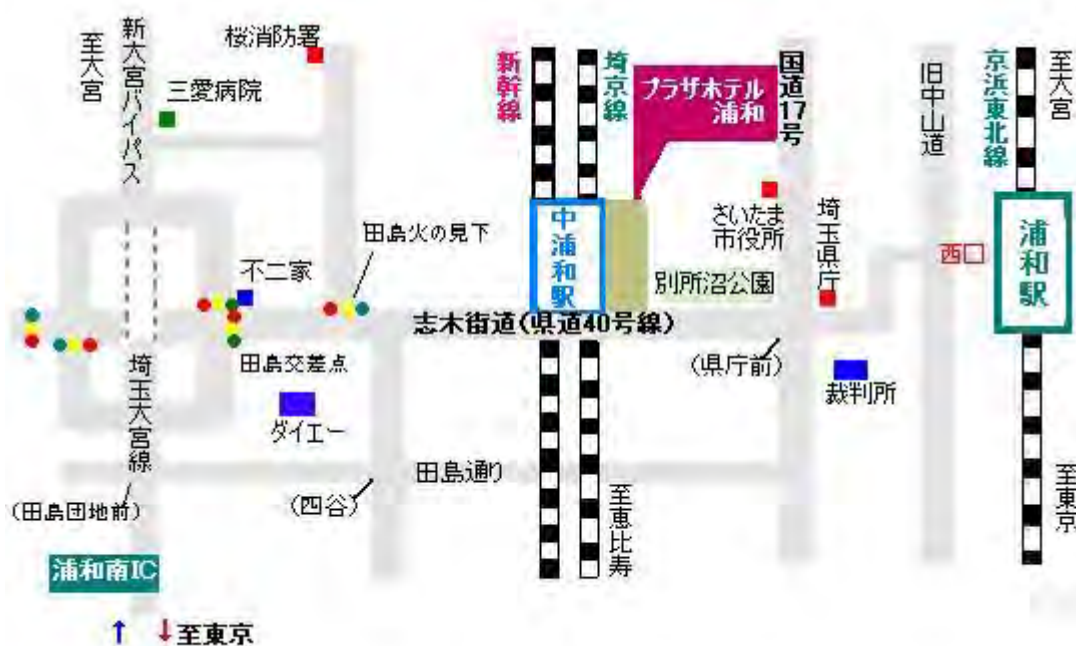 至大宮
新大宮バイパス
桜消防署
三愛病院
新幹線
埼京線
プラザホテル
浦和
国道17号
旧中山道
京浜東北線
至大宮
田島火の見下
不二家
中浦和駅
さいたま
市役所
埼玉県庁
西口
浦和駅
別所沼公園
志木街道(県道40号線)
田島交差点
(県庁前)
裁判所
埼玉大宮線
ダイエー
田島通り
(四谷)
(田島団地前)
至恵比寿
至東京
浦和南IC
↑ ↓至東京